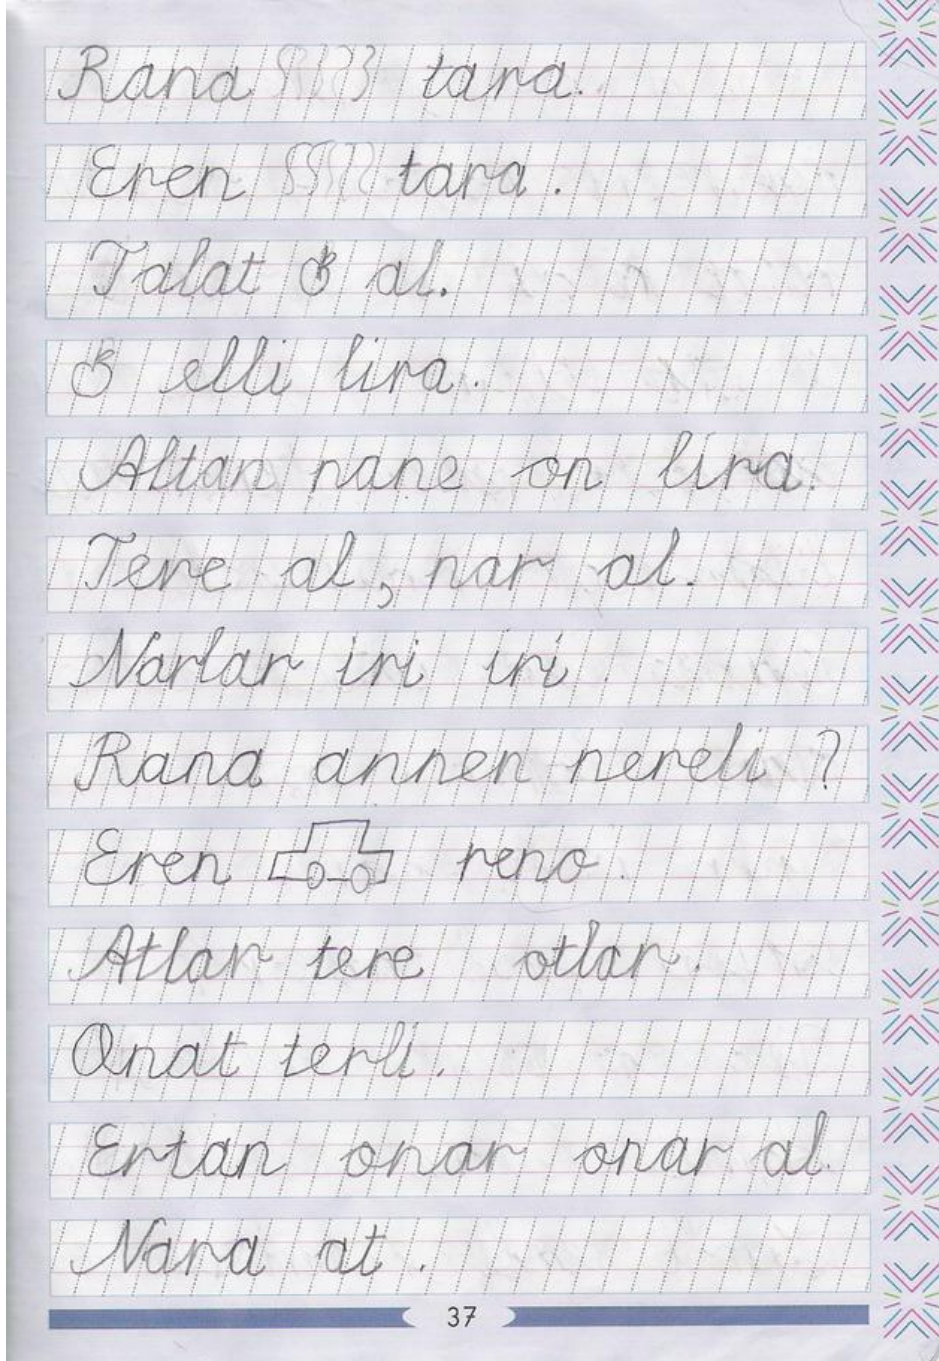 Rana tara.
Eren tara.
Talat al.
elli lira.
Altan nane on lira.
Tere al, nar al.
Narlar iri iri
Rana annen nereli ?
Eren reno.
Atlar tere otlar.
Onat terli.
Ertan onar onar al.
Nara at.
37